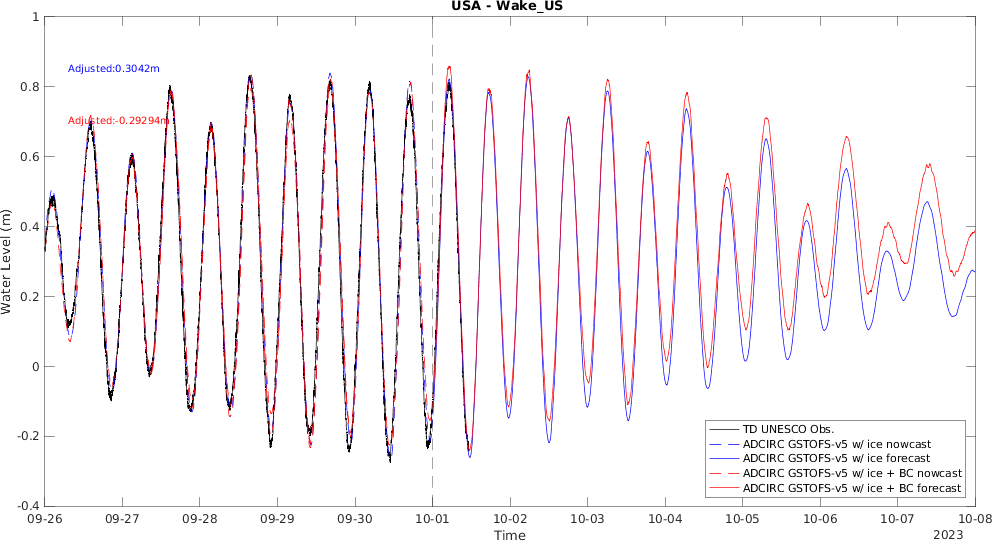 USA - Wake_US
1
0.8
0.6
0.4
0.2
0
-0.2
-0.4
Water Level (m)
Adjusted:0.3042m
Adjusted:-0.29294m
TD UNESCO Obs.
ADCIRC GSTOFS-v5 w/ ice nowcast
ADCIRC GSTOFS-v5 w/ ice forecast
ADCIRC GSTOFS-v5 w/ ice + BC nowcast
ADCIRC GSTOFS-v5 w/ ice + BC forecast
09-26 09-27 09-28 09-29 09-30 10-01 10-02 10-03 10-04 10-05 10-06 10-07 10-08
Time
2023